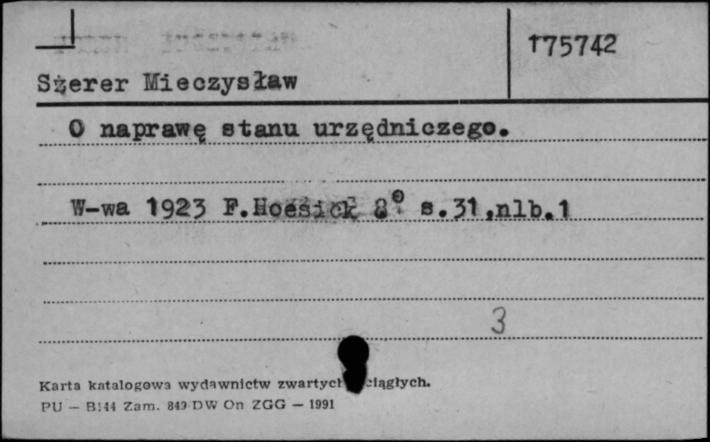 175742
Szerer Mieczysław
O naprawę stanu urzędniczego.
W-wa 1923 F.Hoesick 8° s.31,nlb.1
3
Karta katalogowa wydawnictw zwartych ciągłych.
PU — B144 Zam. 849 DW On ZGG — 1991